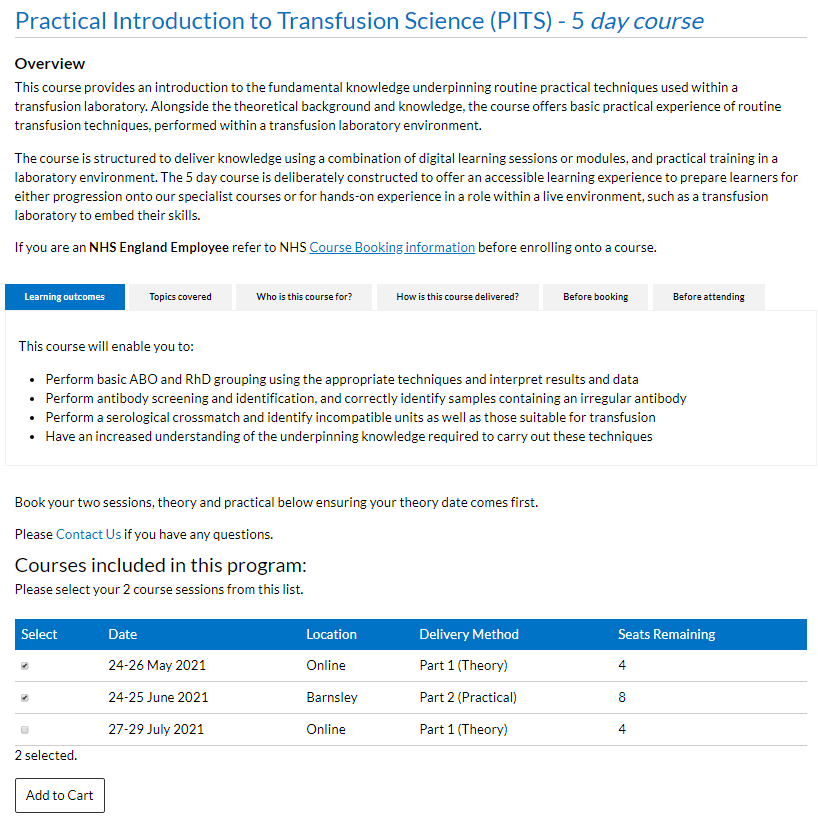 Practical Introduction to Transfusion Science (PITS) - 5 day course
Overview
This course provides an introduction to the fundamental knowledge underpinning routine practical techniques used within a
transfusion laboratory. Alongside the theoretical background and knowledge, the course offers basic practical experience of routine
transfusion techniques, performed within a transfusion laboratory environment.
The course is structured to deliver knowledge using a combination of digital learning sessions or modules, and practical training in a
laboratory environment. The 5 day course is deliberately constructed to offer an accessible learning experience to prepare learners for
either progression onto our specialist courses or for hands-on experience in a role within a live environment, such as a transfusion
laboratory to embed their skills.
If you are an NHS England Employee refer to NHS Course Booking information before enrolling onto a course.
Learning outcomes Topics covered Who is this course for? How is this course delivered? Before booking Before attending
This course will enable you to:
• Perform basic ABO and RhD grouping using the appropriate techniques and interpret results and data
• Perform antibody screening and identification, and correctly identify samples containing an irregular antibody
• Perform a serological crossmatch and identify incompatible units as well as those suitable for transfusion
• Have an increased understanding of the underpinning knowledge required to carry out these techniques
Book your two sessions, theory and practical below ensuring your theory date comes first.
Please Contact Us if you have any questions.
Courses included in this program:
Please select your 2 course sessions from this list.
Select Date Location Delivery Method Seats Remaining
24-26 May 2021 Online Part 1 (Theory) 4
24-25 June 2021 Barnsley Part 2 (Practical) 8
27-29 July 2021 Online Part 1 (Theory) 4
2 selected.
Add to Cart